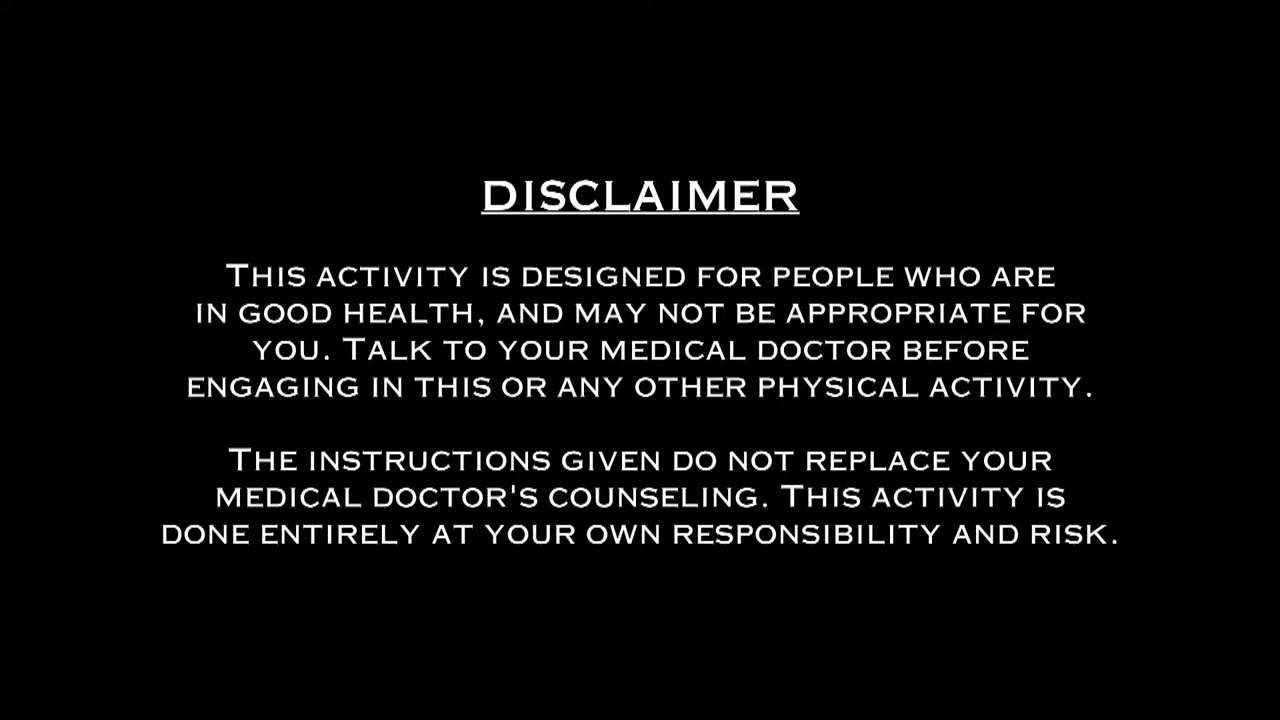 DISCLAIMER
THIS ACTIVITY IS DESIGNED FOR PEOPLE WHO ARE
IN GOOD HEALTH, AND MAY NOT BE APPROPRIATE FOR
YOU. TALK TO YOUR MEDICAL DOCTOR BEFORE
ENGAGING IN THIS OR ANY OTHER PHYSICAL ACTIVITY.
THE INSTRUCTIONS GIVEN DO NOT REPLACE YOUR
MEDICAL DOCTOR'S COUNSELING. THIS ACTIVITY IS
DONE ENTIRELY AT YOUR OWN RESPONSIBILITY AND RISK.